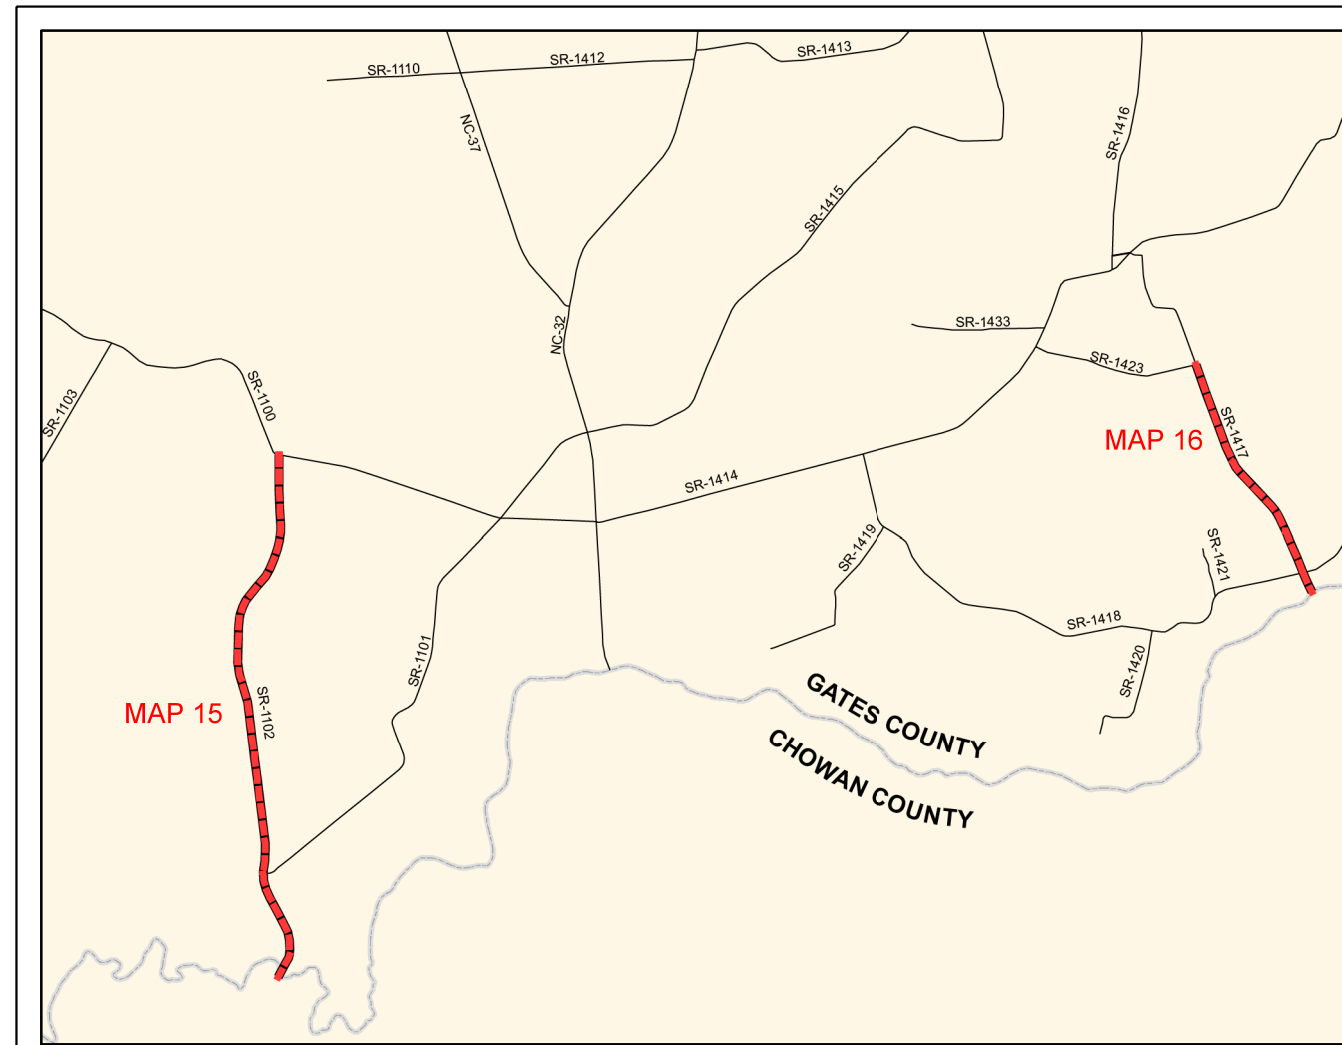 SR-1110
SR-1412
SR-1413
NC-37
SR-1416
SR-1415
NC-32
SR-1433
SR-1423
SR-1103
SR-1100
SR-1417
MAP 16
SR-1414
SR-1419
SR-1421
SR-1418
SR-1101
SR-1420
MAP 15
SR-1102
GATES COUNTY
CHOWAN COUNTY